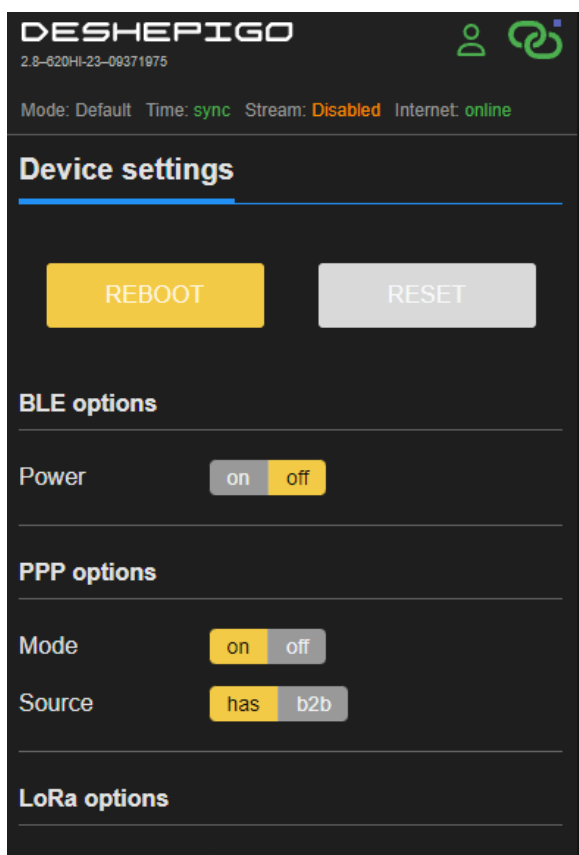 DESHEPIGO
2.8–620HI-23–09371975
Mode: Default Time: sync Stream: Disabled Internet: online
Device settings
REBOOT RESET
BLE options
Power on off
PPP options
Mode on off
Source has b2b
LoRa options